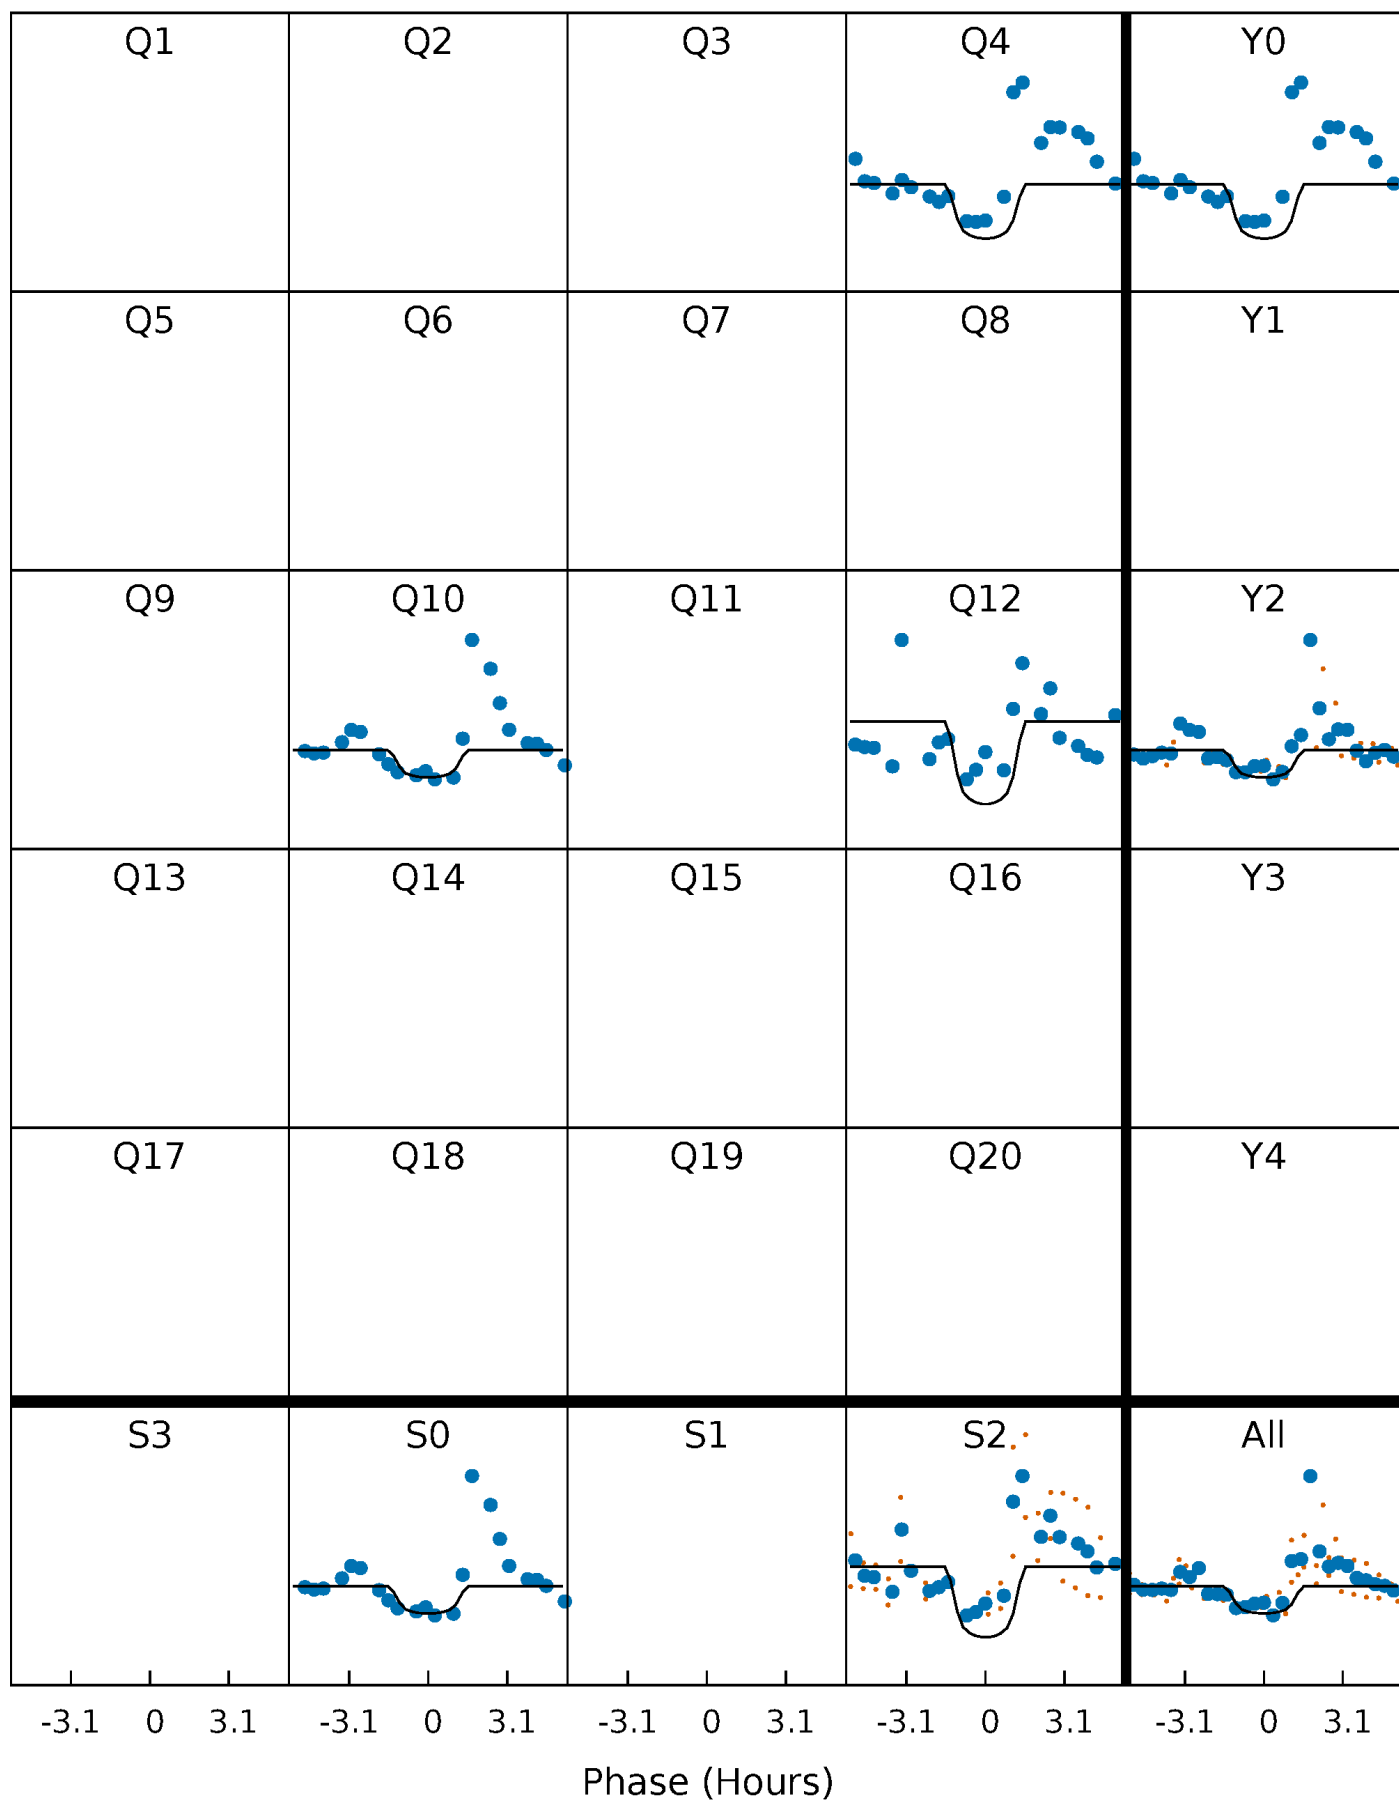 Q1 Q2 Q3 Q4 Y0
Q5 Q6 Q7 Q8 Y1
Q9 Q10 Q11 Q12 Y2
Q13 Q14 Q15 Q16 Y3
Q17 Q18 Q19 Q20 Y4
S3 S0 S1 S2 All
-3.1 0 3.1 -3.1 0 3.1 -3.1 0 3.1 -3.1 0 3.1 -3.1 0 3.1
Phase (Hours)